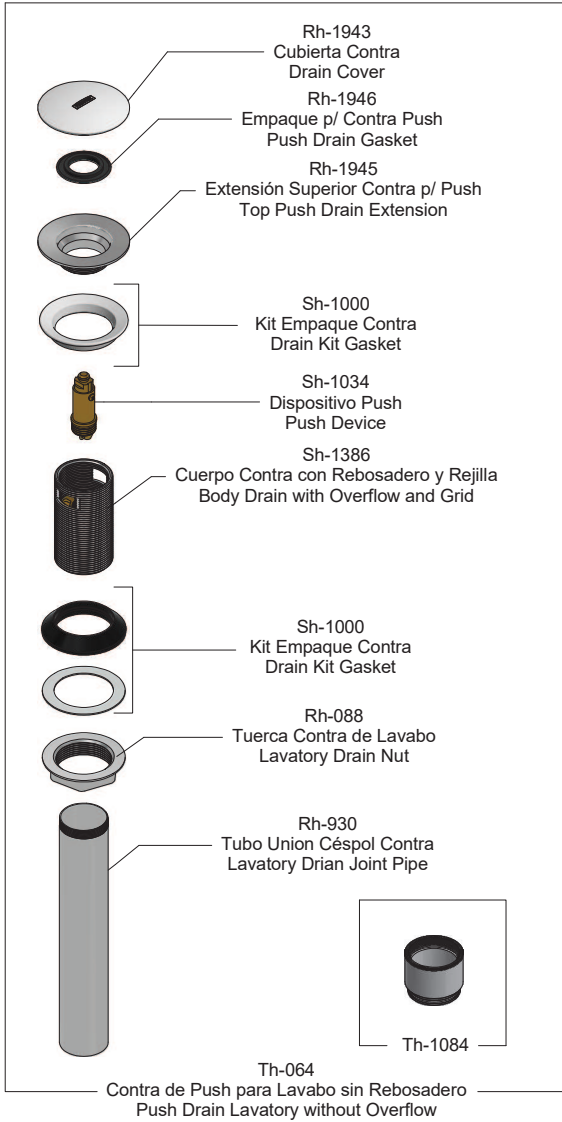 Rh-1943
Cubierta Contra
Drain Cover
Rh-1946
Empaque p/ Contra Push
Push Drain Gasket
Rh-1945
Extensión Superior Contra p/ Push
Top Push Drain Extension
Sh-1000
Kit Empaque Contra
Drain Kit Gasket
Sh-1034
Dispositivo Push
Push Device
Sh-1386
Cuerpo Contra con Rebosadero y Rejilla
Body Drain with Overflow and Grid
Sh-1000
Kit Empaque Contra
Drain Kit Gasket
Rh-088
Tuerca Contra de Lavabo
Lavatory Drain Nut
Rh-930
Tubo Union Céspol Contra
Lavatory Drian Joint Pipe
Th-1084
Th-064
Contra de Push para Lavabo sin Rebosadero
Push Drain Lavatory without Overflow